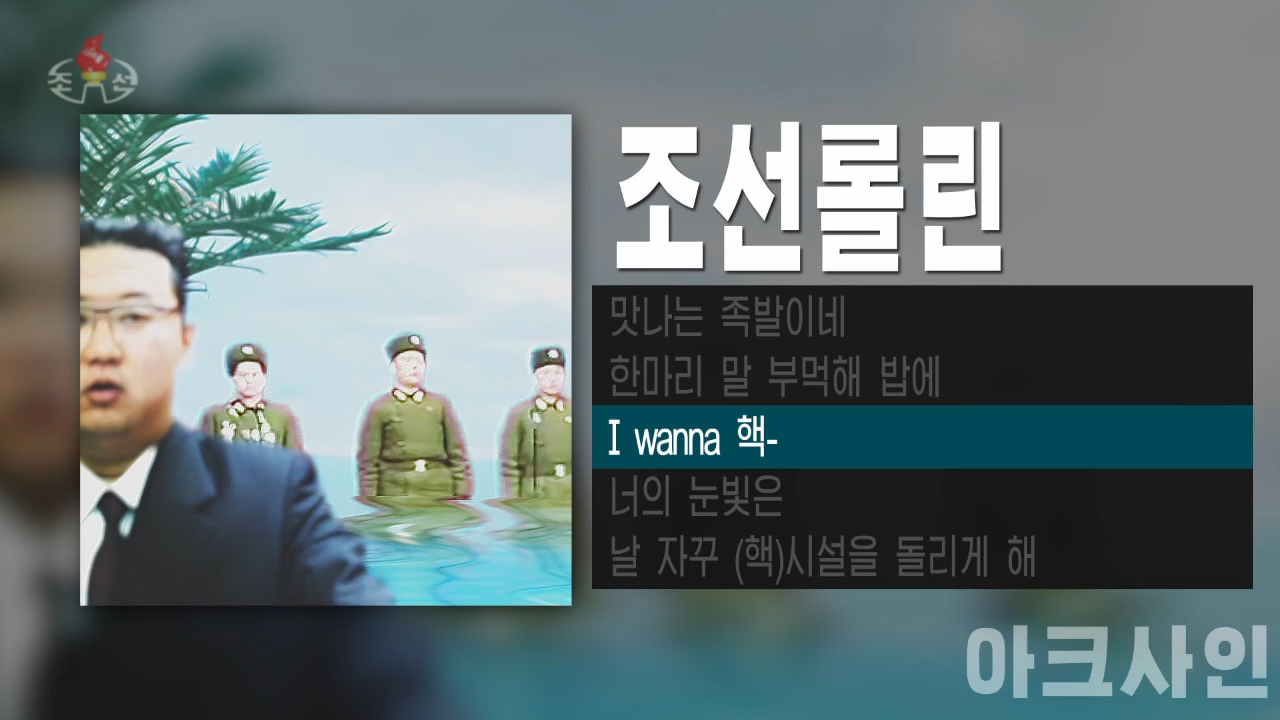 조선
조선롤린
맛나는 족발이네
한마리 말 부먹해 밥에
I wanna 핵-
너의 눈빛은
날 자꾸 (핵)시설을 돌리게 해
아크사인